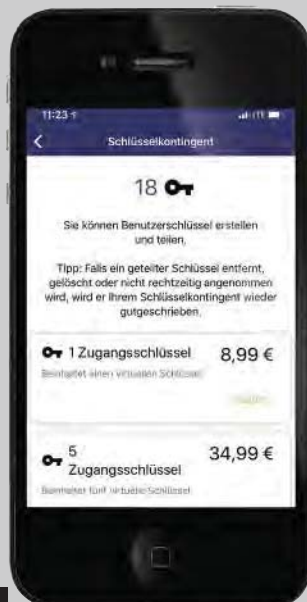 11:23
LTE
Schlüsselkontingent
18
Sie können Benutzerschlüssel erstellen
und teilen.
Tipp: Falls ein geteilter Schlüssel entfernt,
gelöscht oder nicht rechtzeitig angenommen
wird, wird er Ihrem Schlüsselkontingent wieder
gutgeschrieben.
1 Zugangsschlüssel 8,99 €
Beinhaltet einen virtuellen Schlüssel
5
Zugangsschlüssel 34,99 €
Beinhaltet fünf virtuelle Schlüssel